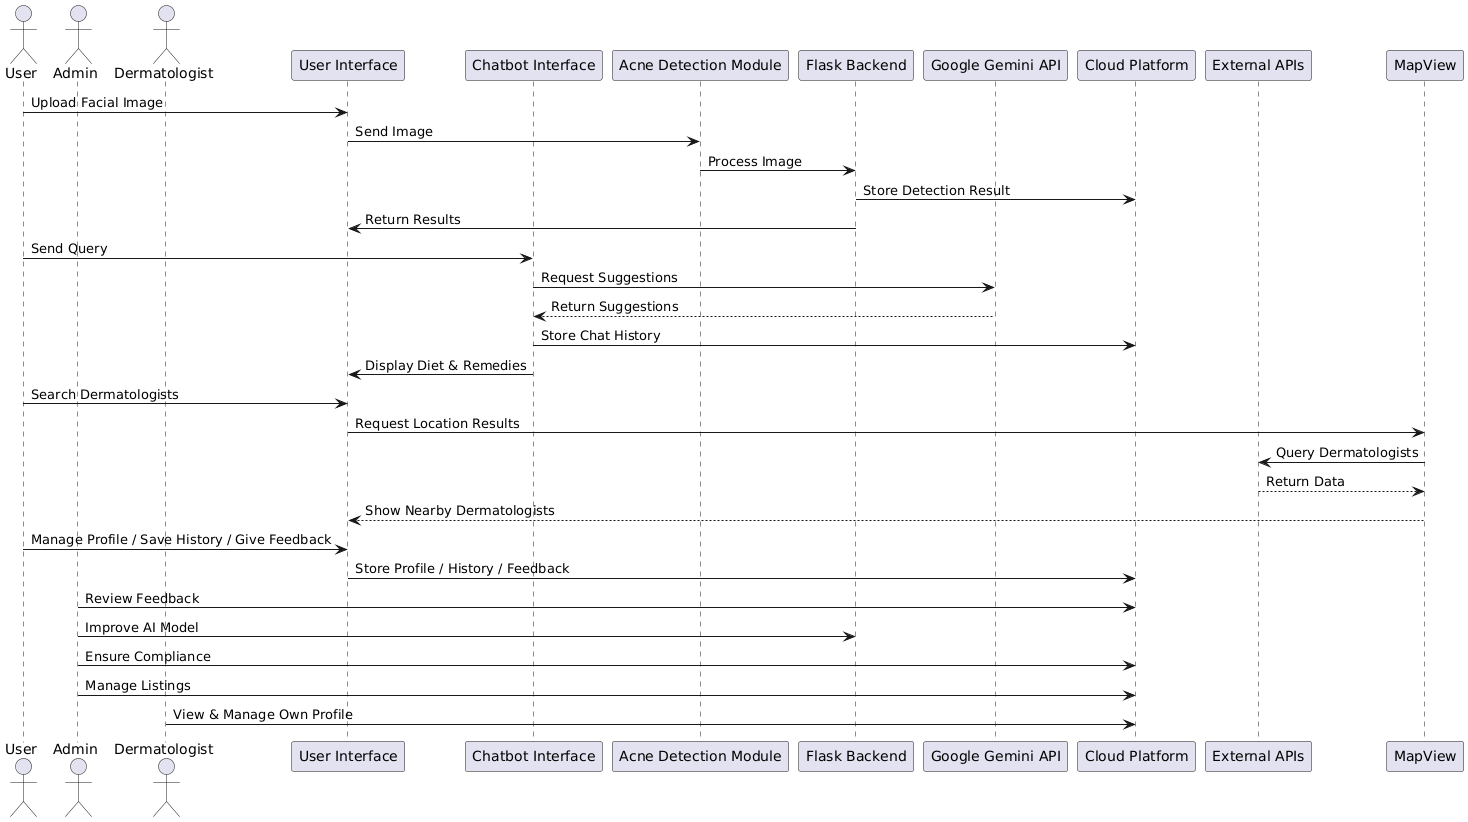 User
Admin
Dermatologist
User Interface
Chatbot Interface
Acne Detection Module
Flask Backend
Google Gemini API
Cloud Platform
External APIs
MapView
Upload Facial Image
Send Image
Process Image
Store Detection Result
Return Results
Send Query
Request Suggestions
Return Suggestions
Store Chat History
Display Diet & Remedies
Search Dermatologists
Request Location Results
Query Dermatologists
Return Data
Show Nearby Dermatologists
Manage Profile / Save History / Give Feedback
Store Profile / History / Feedback
Review Feedback
Improve AI Model
Ensure Compliance
Manage Listings
View & Manage Own Profile
User
Admin
Dermatologist
User Interface
Chatbot Interface
Acne Detection Module
Flask Backend
Google Gemini API
Cloud Platform
External APIs
MapView